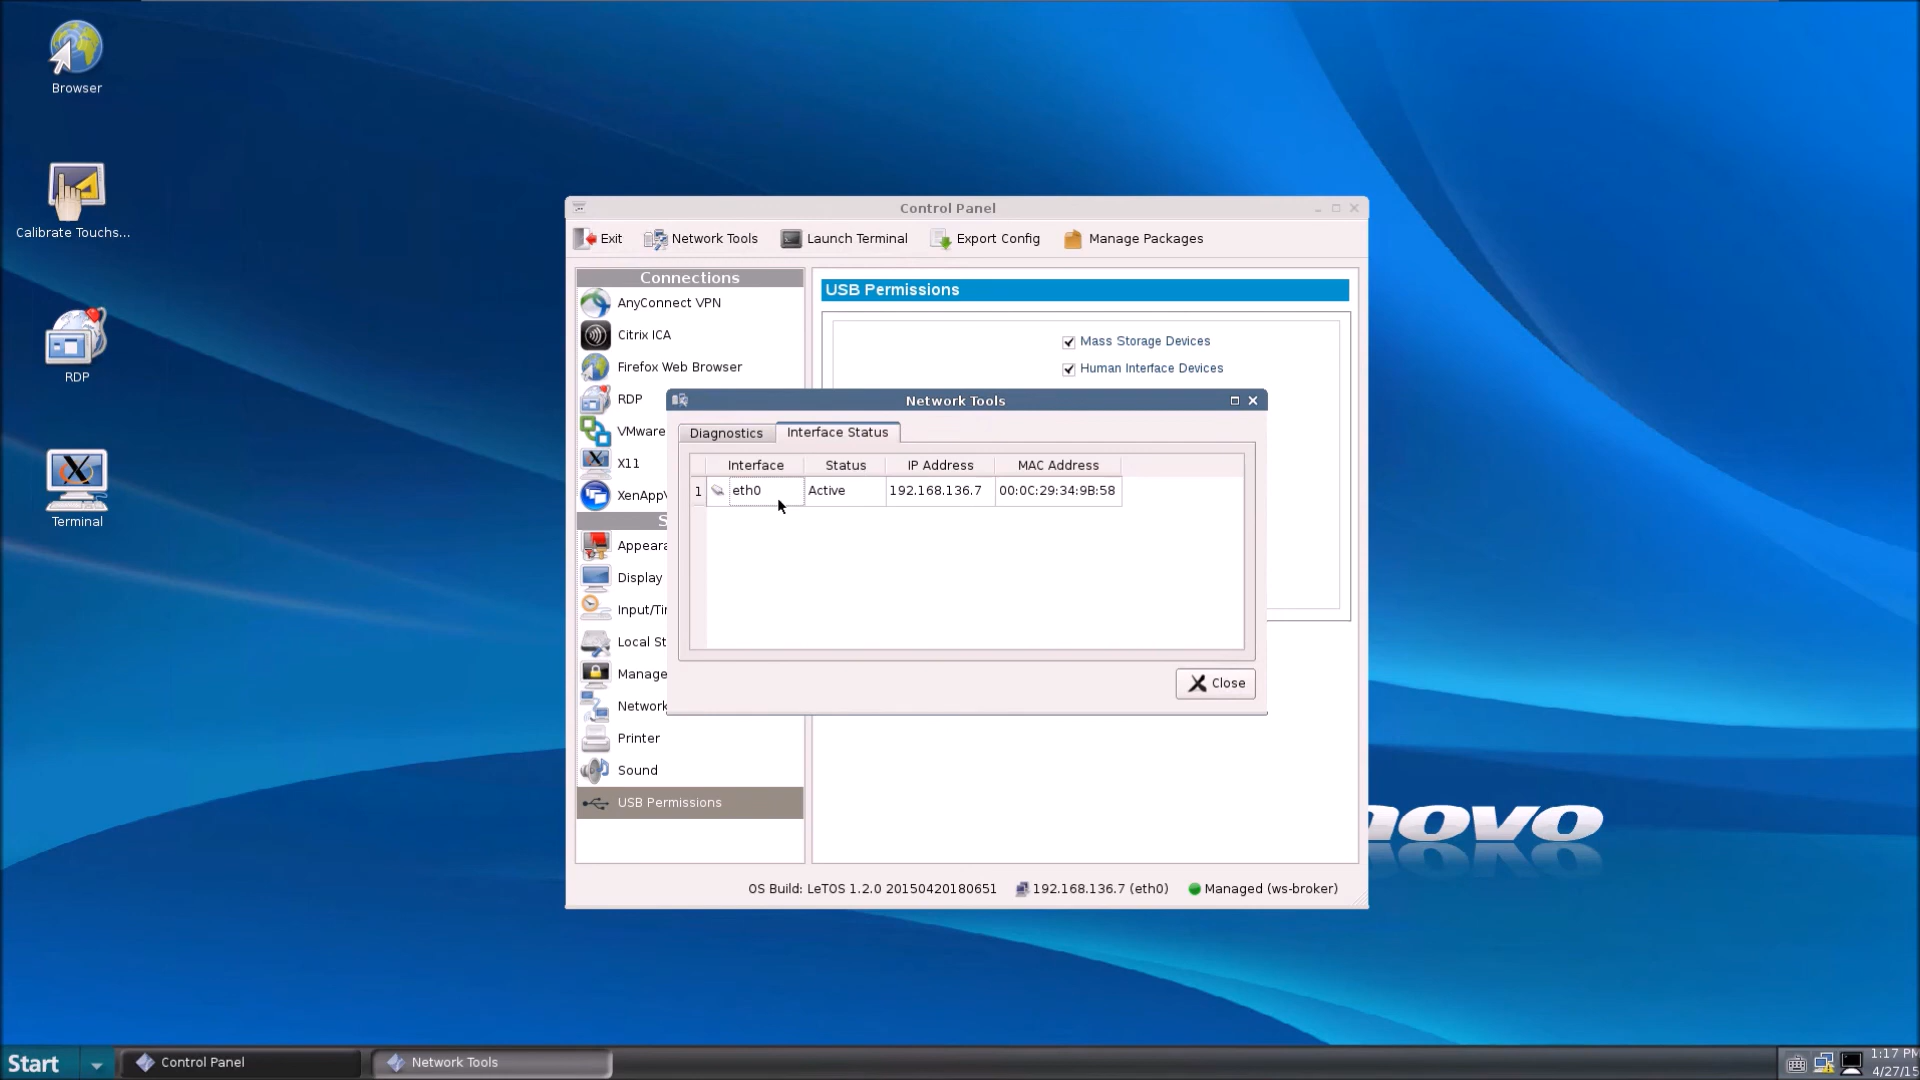 Browser
Calibrate Touchs...
RDP
Terminal
Control Panel
Exit Network Tools Launch Terminal Export Config Manage Packages
Connections
AnyConnect VPN
Citrix ICA
Firefox Web Browser
RDP
VMware
X11
XenApp
S
Appeara
Display
Input/Ti
Local St
Manage
Network
Printer
Sound
USB Permissions
USB Permissions
Mass Storage Devices
Human Interface Devices
Network Tools
Diagnostics Interface Status
Interface Status IP Address MAC Address
1 eth0 Active 192.168.136.7 00:0C:29:34:9B:58
Close
novo
OS Build: LeTOS 1.2.0 20150420180651 192.168.136.7 (eth0) Managed (ws-broker)
Start Control Panel Network Tools
1:17 PM
4/27/15